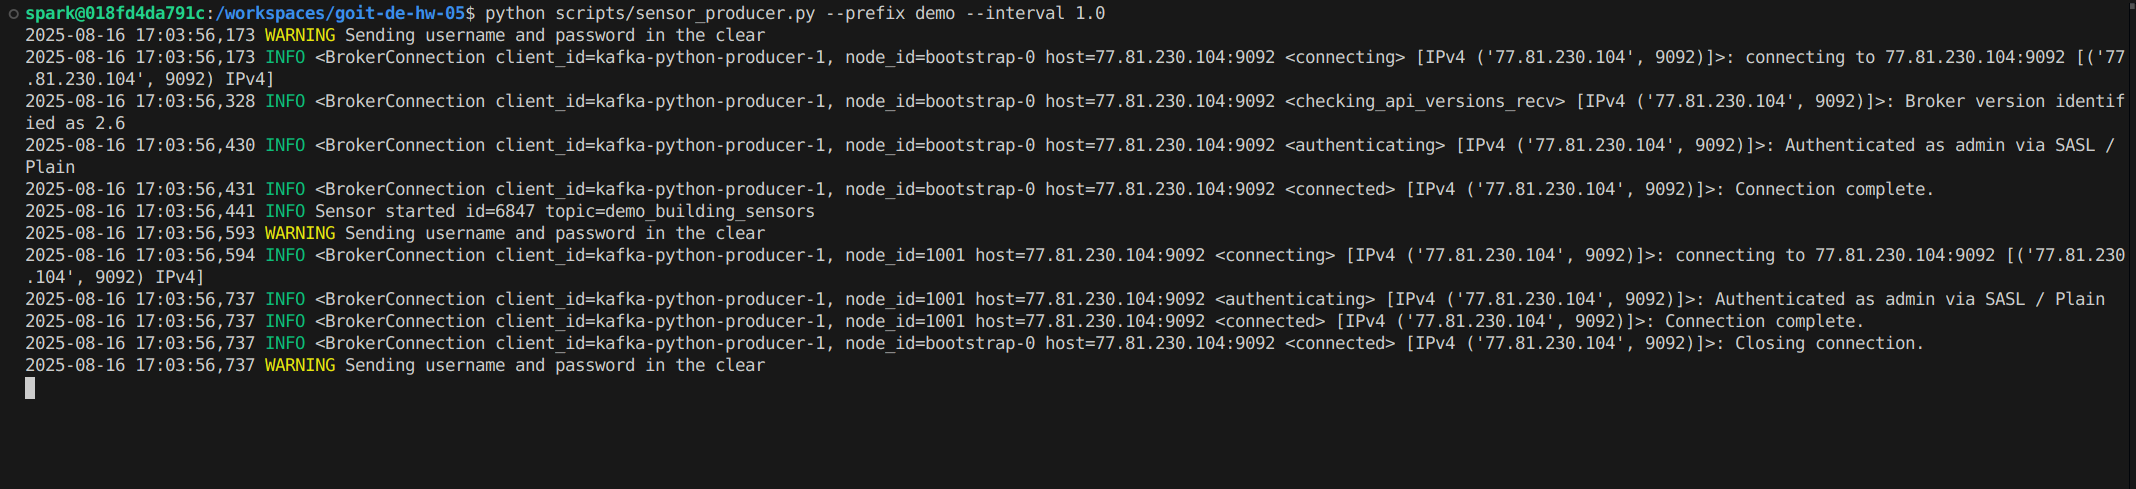 spark@018fd4da791c:/workspaces/goit-de-hw-05$ python scripts/sensor_producer.py --prefix demo --interval 1.0
2025-08-16 17:03:56,173 WARNING Sending username and password in the clear
2025-08-16 17:03:56,173 INFO <BrokerConnection client_id=kafka-python-producer-1, node_id=bootstrap-0 host=77.81.230.104:9092 <connecting> [IPv4 ('77.81.230.104', 9092)]>: connecting to 77.81.230.104:9092 [('77
.81.230.104', 9092) IPv4]
2025-08-16 17:03:56,328 INFO <BrokerConnection client_id=kafka-python-producer-1, node_id=bootstrap-0 host=77.81.230.104:9092 <checking_api_versions_recv> [IPv4 ('77.81.230.104', 9092)]>: Broker version identif
ied as 2.6
2025-08-16 17:03:56,430 INFO <BrokerConnection client_id=kafka-python-producer-1, node_id=bootstrap-0 host=77.81.230.104:9092 <authenticating> [IPv4 ('77.81.230.104', 9092)]>: Authenticated as admin via SASL /
Plain
2025-08-16 17:03:56,431 INFO <BrokerConnection client_id=kafka-python-producer-1, node_id=bootstrap-0 host=77.81.230.104:9092 <connected> [IPv4 ('77.81.230.104', 9092)]>: Connection complete.
2025-08-16 17:03:56,441 INFO Sensor started id=6847 topic=demo_building_sensors
2025-08-16 17:03:56,593 WARNING Sending username and password in the clear
2025-08-16 17:03:56,594 INFO <BrokerConnection client_id=kafka-python-producer-1, node_id=1001 host=77.81.230.104:9092 <connecting> [IPv4 ('77.81.230.104', 9092)]>: connecting to 77.81.230.104:9092 [('77.81.230
.104', 9092) IPv4]
2025-08-16 17:03:56,737 INFO <BrokerConnection client_id=kafka-python-producer-1, node_id=1001 host=77.81.230.104:9092 <authenticating> [IPv4 ('77.81.230.104', 9092)]>: Authenticated as admin via SASL / Plain
2025-08-16 17:03:56,737 INFO <BrokerConnection client_id=kafka-python-producer-1, node_id=1001 host=77.81.230.104:9092 <connected> [IPv4 ('77.81.230.104', 9092)]>: Connection complete.
2025-08-16 17:03:56,737 INFO <BrokerConnection client_id=kafka-python-producer-1, node_id=bootstrap-0 host=77.81.230.104:9092 <connected> [IPv4 ('77.81.230.104', 9092)]>: Closing connection.
2025-08-16 17:03:56,737 WARNING Sending username and password in the clear